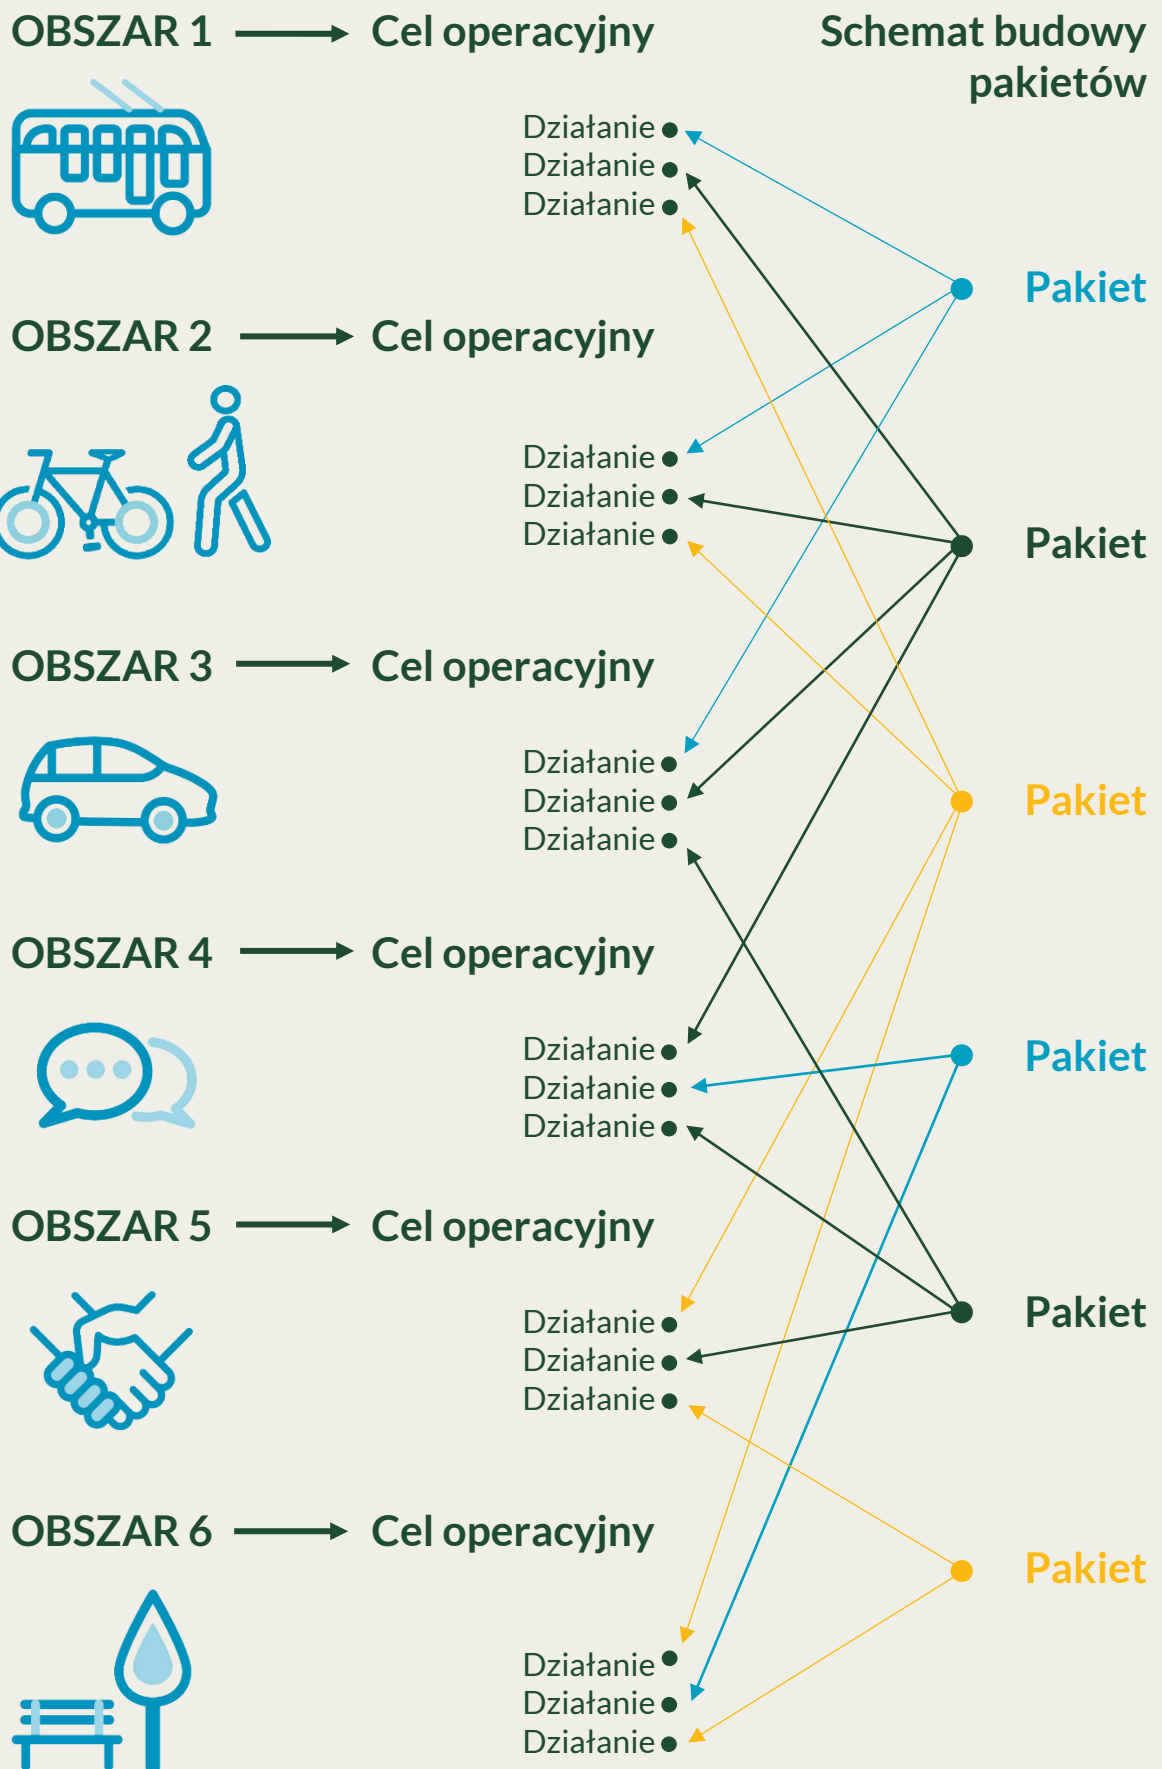 OBSZAR 1
Cel operacyjny
Schemat budowy
pakietów
Działanie
Działanie
Działanie
Pakiet
OBSZAR 2
Cel operacyjny
Działanie
Działanie
Działanie
Pakiet
OBSZAR 3
Cel operacyjny
Działanie
Działanie
Działanie
Pakiet
OBSZAR 4
Cel operacyjny
Działanie
Działanie
Działanie
Pakiet
OBSZAR 5
Cel operacyjny
Działanie
Działanie
Działanie
Pakiet
OBSZAR 6
Cel operacyjny
Pakiet
Działanie
Działanie
Działanie